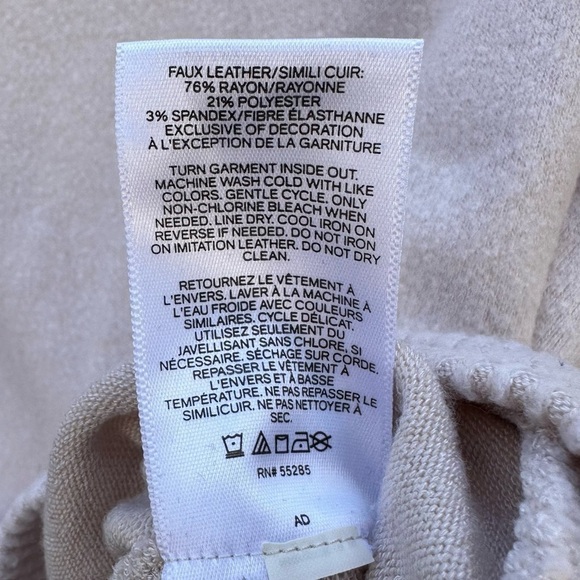 FAUX LEATHER/SIMILI CUIR:
76% RAYON/RAYONNE
21% POLYESTER
3% SPANDEX/FIBRE ÉLASTHANNE
EXCLUSIVE OF DECORATION
À L'EXCEPTION DE LA GARNITURE
TURN GARMENT INSIDE OUT.
MACHINE WASH COLD WITH LIKE
COLORS. GENTLE CYCLE. ONLY
NON-CHLORINE BLEACH WHEN
NEEDED. LINE DRY. COOL IRON ON
REVERSE IF NEEDED. DO NOT IRON
ON IMITATION LEATHER. DO NOT DRY
CLEAN.
RETOURNEZ LE VÊTEMENT À
L'ENVERS. LAVER À LA MACHINE À
L'EAU FROIDE AVEC COULEURS
SIMILAIRES. CYCLE DÉLICAT.
UTILISEZ SEULEMENT DU
JAVELLISANT SANS CHLORE, SI
NÉCESSAIRE. SÉCHAGE SUR CORDE.
REPASSER LE VÊTEMENT À
L'ENVERS ET À BASSE
TEMPÉRATURE. NE PAS REPASSER LE
SIMILICUIR. NE PAS NETTOYER À
SEC.
RN# 55285
AD